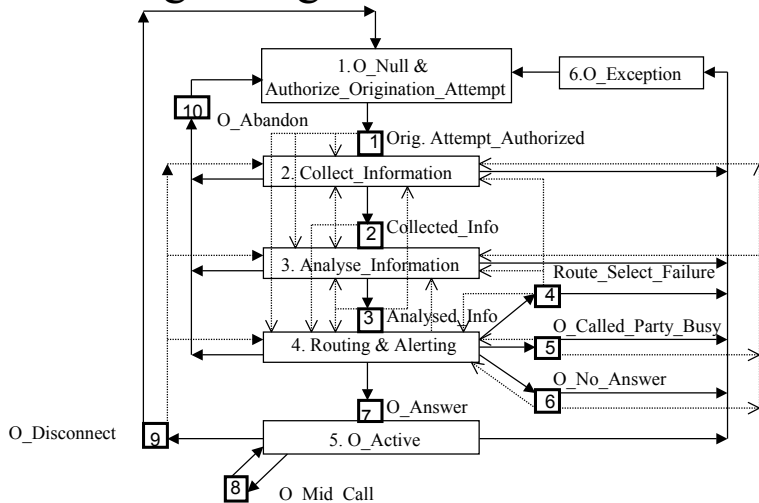 1.O_Null &
Authorize_Origination_Attempt
6.O_Exception
10
O_Abandon
1
Orig. Attempt_Authorized
2. Collect_Information
2
Collected_Info
3. Analyse_Information
Route_Select_Failure
4
3
Analysed_Info
O_Called_Party_Busy
4. Routing & Alerting
5
O_No_Answer
6
7
O_Answer
O_Disconnect
9
5. O_Active
8
O_Mid_Call